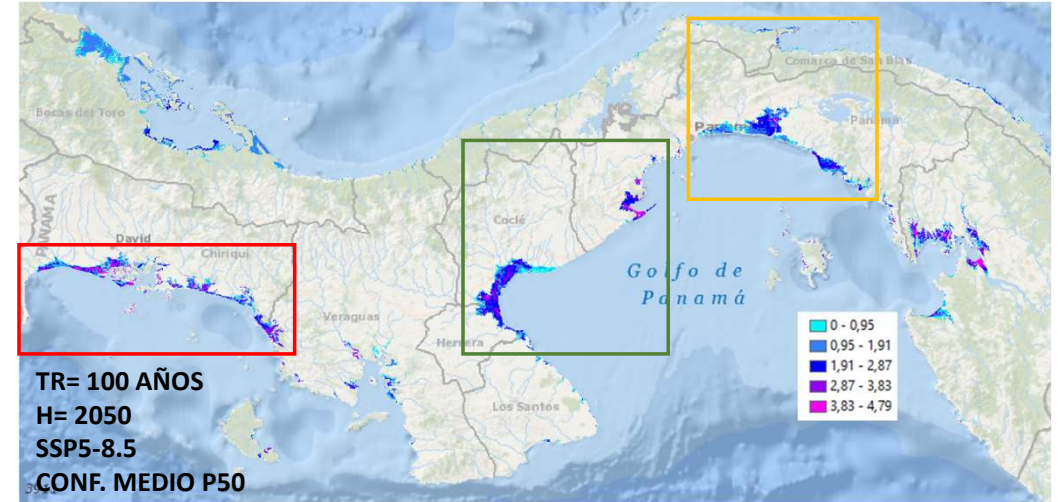 Comarca de San Blas
Bocas del Toro
Panamá
PANAMÁ
Coclé
David
Chiriquí
Golfo de
Panamá
Veraguas
Herrera
Los Santos
0 - 0,95
0,95 - 1,91
1,91 - 2,87
2,87 - 3,83
3,83 - 4,79
TR= 100 AÑOS
H= 2050
SSP5-8.5
CONF. MEDIO P50